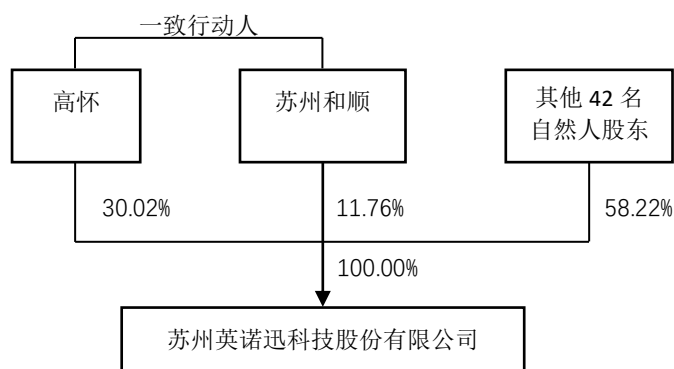 一致行动人
高怀
苏州和顺
其他 42 名
自然人股东
30.02%
11.76%
58.22%
100.00%
苏州英诺迅科技股份有限公司